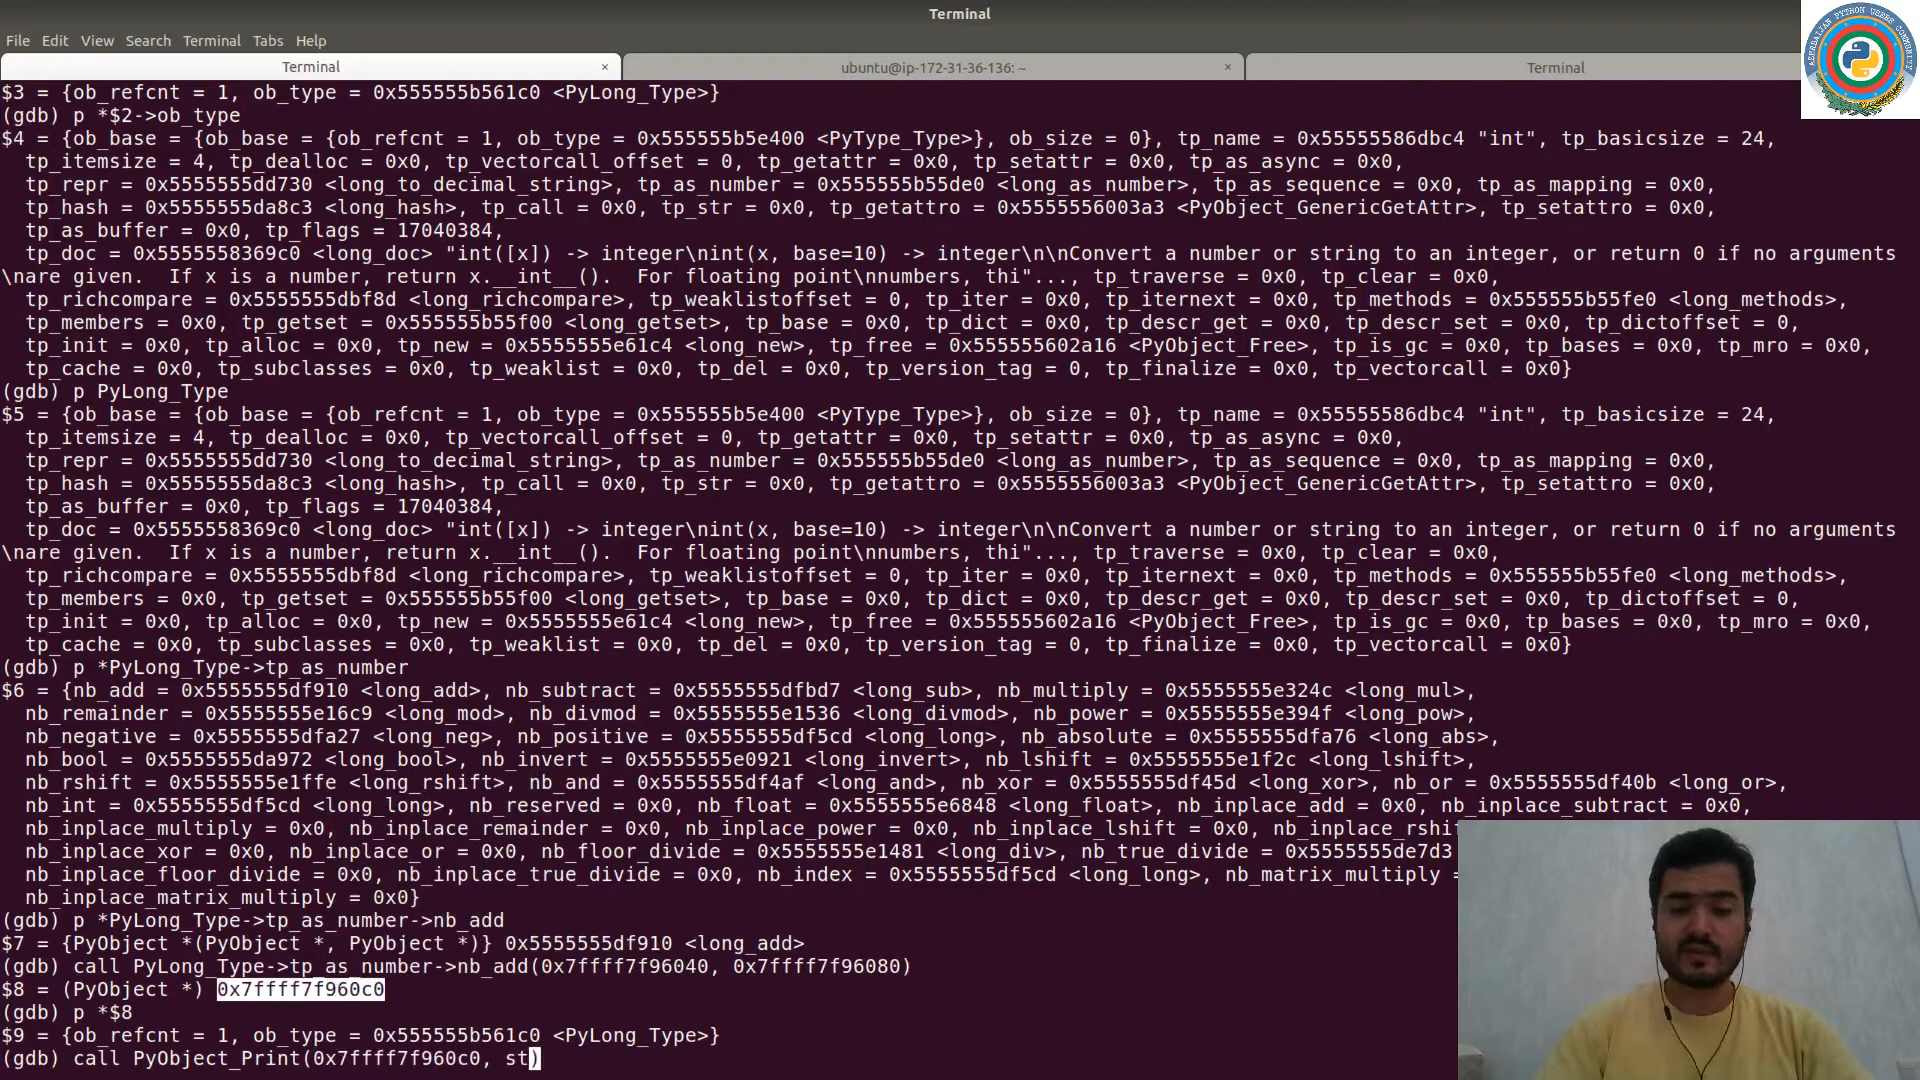 Terminal
File Edit View Search Terminal Tabs Help
Terminal × ubuntu@ip-172-31-36-136: ~ × Terminal
AZERBAIJAN PYTHON USERS COMMUNITY
$3 = {ob_refcnt = 1, ob_type = 0x555555b561c0 <PyLong_Type>}
(gdb) p *$2->ob_type
$4 = {ob_base = {ob_base = {ob_refcnt = 1, ob_type = 0x555555b5e400 <PyType_Type>}, ob_size = 0}, tp_name = 0x55555586dbc4 "int", tp_basicsize = 24,
tp_itemsize = 4, tp_dealloc = 0x0, tp_vectorcall_offset = 0, tp_getattr = 0x0, tp_setattr = 0x0, tp_as_async = 0x0,
tp_repr = 0x5555555dd730 <long_to_decimal_string>, tp_as_number = 0x555555b55de0 <long_as_number>, tp_as_sequence = 0x0, tp_as_mapping = 0x0,
tp_hash = 0x5555555da8c3 <long_hash>, tp_call = 0x0, tp_str = 0x0, tp_getattro = 0x5555556003a3 <PyObject_GenericGetAttr>, tp_setattro = 0x0,
tp_as_buffer = 0x0, tp_flags = 17040384,
tp_doc = 0x5555558369c0 <long_doc> "int([x]) -> integer\nint(x, base=10) -> integer\n\nConvert a number or string to an integer, or return 0 if no arguments
\nare given.  If x is a number, return x.__int__().  For floating point\nnumbers, thi"..., tp_traverse = 0x0, tp_clear = 0x0,
tp_richcompare = 0x5555555dbf8d <long_richcompare>, tp_weaklistoffset = 0, tp_iter = 0x0, tp_iternext = 0x0, tp_methods = 0x555555b55fe0 <long_methods>,
tp_members = 0x0, tp_getset = 0x555555b55f00 <long_getset>, tp_base = 0x0, tp_dict = 0x0, tp_descr_get = 0x0, tp_descr_set = 0x0, tp_dictoffset = 0,
tp_init = 0x0, tp_alloc = 0x0, tp_new = 0x5555555e61c4 <long_new>, tp_free = 0x555555602a16 <PyObject_Free>, tp_is_gc = 0x0, tp_bases = 0x0, tp_mro = 0x0,
tp_cache = 0x0, tp_subclasses = 0x0, tp_weaklist = 0x0, tp_del = 0x0, tp_version_tag = 0, tp_finalize = 0x0, tp_vectorcall = 0x0}
(gdb) p PyLong_Type
$5 = {ob_base = {ob_base = {ob_refcnt = 1, ob_type = 0x555555b5e400 <PyType_Type>}, ob_size = 0}, tp_name = 0x55555586dbc4 "int", tp_basicsize = 24,
tp_itemsize = 4, tp_dealloc = 0x0, tp_vectorcall_offset = 0, tp_getattr = 0x0, tp_setattr = 0x0, tp_as_async = 0x0,
tp_repr = 0x5555555dd730 <long_to_decimal_string>, tp_as_number = 0x555555b55de0 <long_as_number>, tp_as_sequence = 0x0, tp_as_mapping = 0x0,
tp_hash = 0x5555555da8c3 <long_hash>, tp_call = 0x0, tp_str = 0x0, tp_getattro = 0x5555556003a3 <PyObject_GenericGetAttr>, tp_setattro = 0x0,
tp_as_buffer = 0x0, tp_flags = 17040384,
tp_doc = 0x5555558369c0 <long_doc> "int([x]) -> integer\nint(x, base=10) -> integer\n\nConvert a number or string to an integer, or return 0 if no arguments
\nare given.  If x is a number, return x.__int__().  For floating point\nnumbers, thi"..., tp_traverse = 0x0, tp_clear = 0x0,
tp_richcompare = 0x5555555dbf8d <long_richcompare>, tp_weaklistoffset = 0, tp_iter = 0x0, tp_iternext = 0x0, tp_methods = 0x555555b55fe0 <long_methods>,
tp_members = 0x0, tp_getset = 0x555555b55f00 <long_getset>, tp_base = 0x0, tp_dict = 0x0, tp_descr_get = 0x0, tp_descr_set = 0x0, tp_dictoffset = 0,
tp_init = 0x0, tp_alloc = 0x0, tp_new = 0x5555555e61c4 <long_new>, tp_free = 0x555555602a16 <PyObject_Free>, tp_is_gc = 0x0, tp_bases = 0x0, tp_mro = 0x0,
tp_cache = 0x0, tp_subclasses = 0x0, tp_weaklist = 0x0, tp_del = 0x0, tp_version_tag = 0, tp_finalize = 0x0, tp_vectorcall = 0x0}
(gdb) p *PyLong_Type->tp_as_number
$6 = {nb_add = 0x5555555df910 <long_add>, nb_subtract = 0x5555555dfbd7 <long_sub>, nb_multiply = 0x5555555e324c <long_mul>,
nb_remainder = 0x5555555e16c9 <long_mod>, nb_divmod = 0x5555555e1536 <long_divmod>, nb_power = 0x5555555e394f <long_pow>,
nb_negative = 0x5555555dfa27 <long_neg>, nb_positive = 0x5555555df5cd <long_long>, nb_absolute = 0x5555555dfa76 <long_abs>,
nb_bool = 0x5555555da972 <long_bool>, nb_invert = 0x5555555e0921 <long_invert>, nb_lshift = 0x5555555e1f2c <long_lshift>,
nb_rshift = 0x5555555e1ffe <long_rshift>, nb_and = 0x5555555df4af <long_and>, nb_xor = 0x5555555df45d <long_xor>, nb_or = 0x5555555df40b <long_or>,
nb_int = 0x5555555df5cd <long_long>, nb_reserved = 0x0, nb_float = 0x5555555e6848 <long_float>, nb_inplace_add = 0x0, nb_inplace_subtract = 0x0,
nb_inplace_multiply = 0x0, nb_inplace_remainder = 0x0, nb_inplace_power = 0x0, nb_inplace_lshift = 0x0, nb_inplace_rshif
nb_inplace_xor = 0x0, nb_inplace_or = 0x0, nb_floor_divide = 0x5555555e1481 <long_div>, nb_true_divide = 0x5555555de7d3
nb_inplace_floor_divide = 0x0, nb_inplace_true_divide = 0x0, nb_index = 0x5555555df5cd <long_long>, nb_matrix_multiply =
nb_inplace_matrix_multiply = 0x0}
(gdb) p *PyLong_Type->tp_as_number->nb_add
$7 = {PyObject *(PyObject *, PyObject *)} 0x5555555df910 <long_add>
(gdb) call PyLong_Type->tp_as_number->nb_add(0x7ffff7f96040, 0x7ffff7f96080)
$8 = (PyObject *) 0x7ffff7f960c0
(gdb) p *$8
$9 = {ob_refcnt = 1, ob_type = 0x555555b561c0 <PyLong_Type>}
(gdb) call PyObject_Print(0x7ffff7f960c0, st)